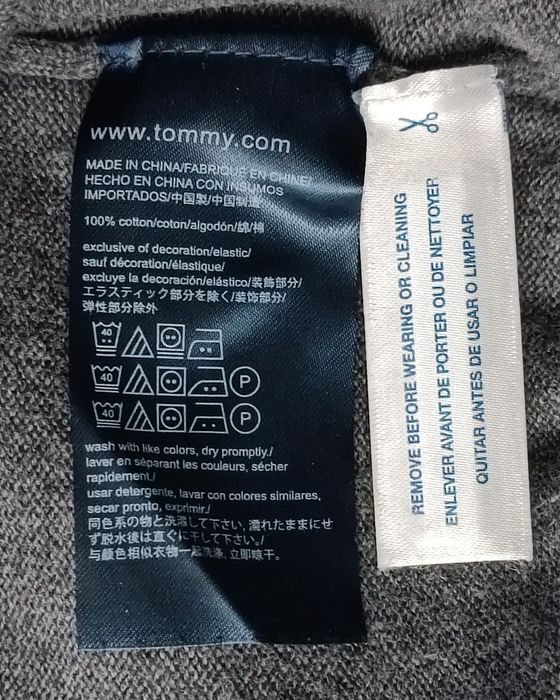 www.tommy.com
MADE IN CHINA/FABRIQUÉ EN CHINE/
HECHO EN CHINA CON INSUMOS
IMPORTADOS/中国製/中国制造
100% cotton/coton/algodón/綿/棉
exclusive of decoration/elastic/
sauf décoration/élastique/
excluye la decoración/elástico/装飾部分/
エラスティック部分を除く/装饰部分/
弹性部分除外
40
40 P
40 P
wash with like colors, dry promptly./
laver en séparant les couleurs, sécher
rapidement./
usar detergente, lavar con colores similares,
secar pronto, exprimir./
同色系の物と洗濯して下さい, 濡れたままにせ
ず脱水後は直ぐに干して下さい。/
与颜色相似衣物一起洗涤, 立即晾干。
REMOVE BEFORE WEARING OR CLEANING
ENLEVER AVANT DE PORTER OU DE NETTOYER
QUITAR ANTES DE USAR O LIMPIAR